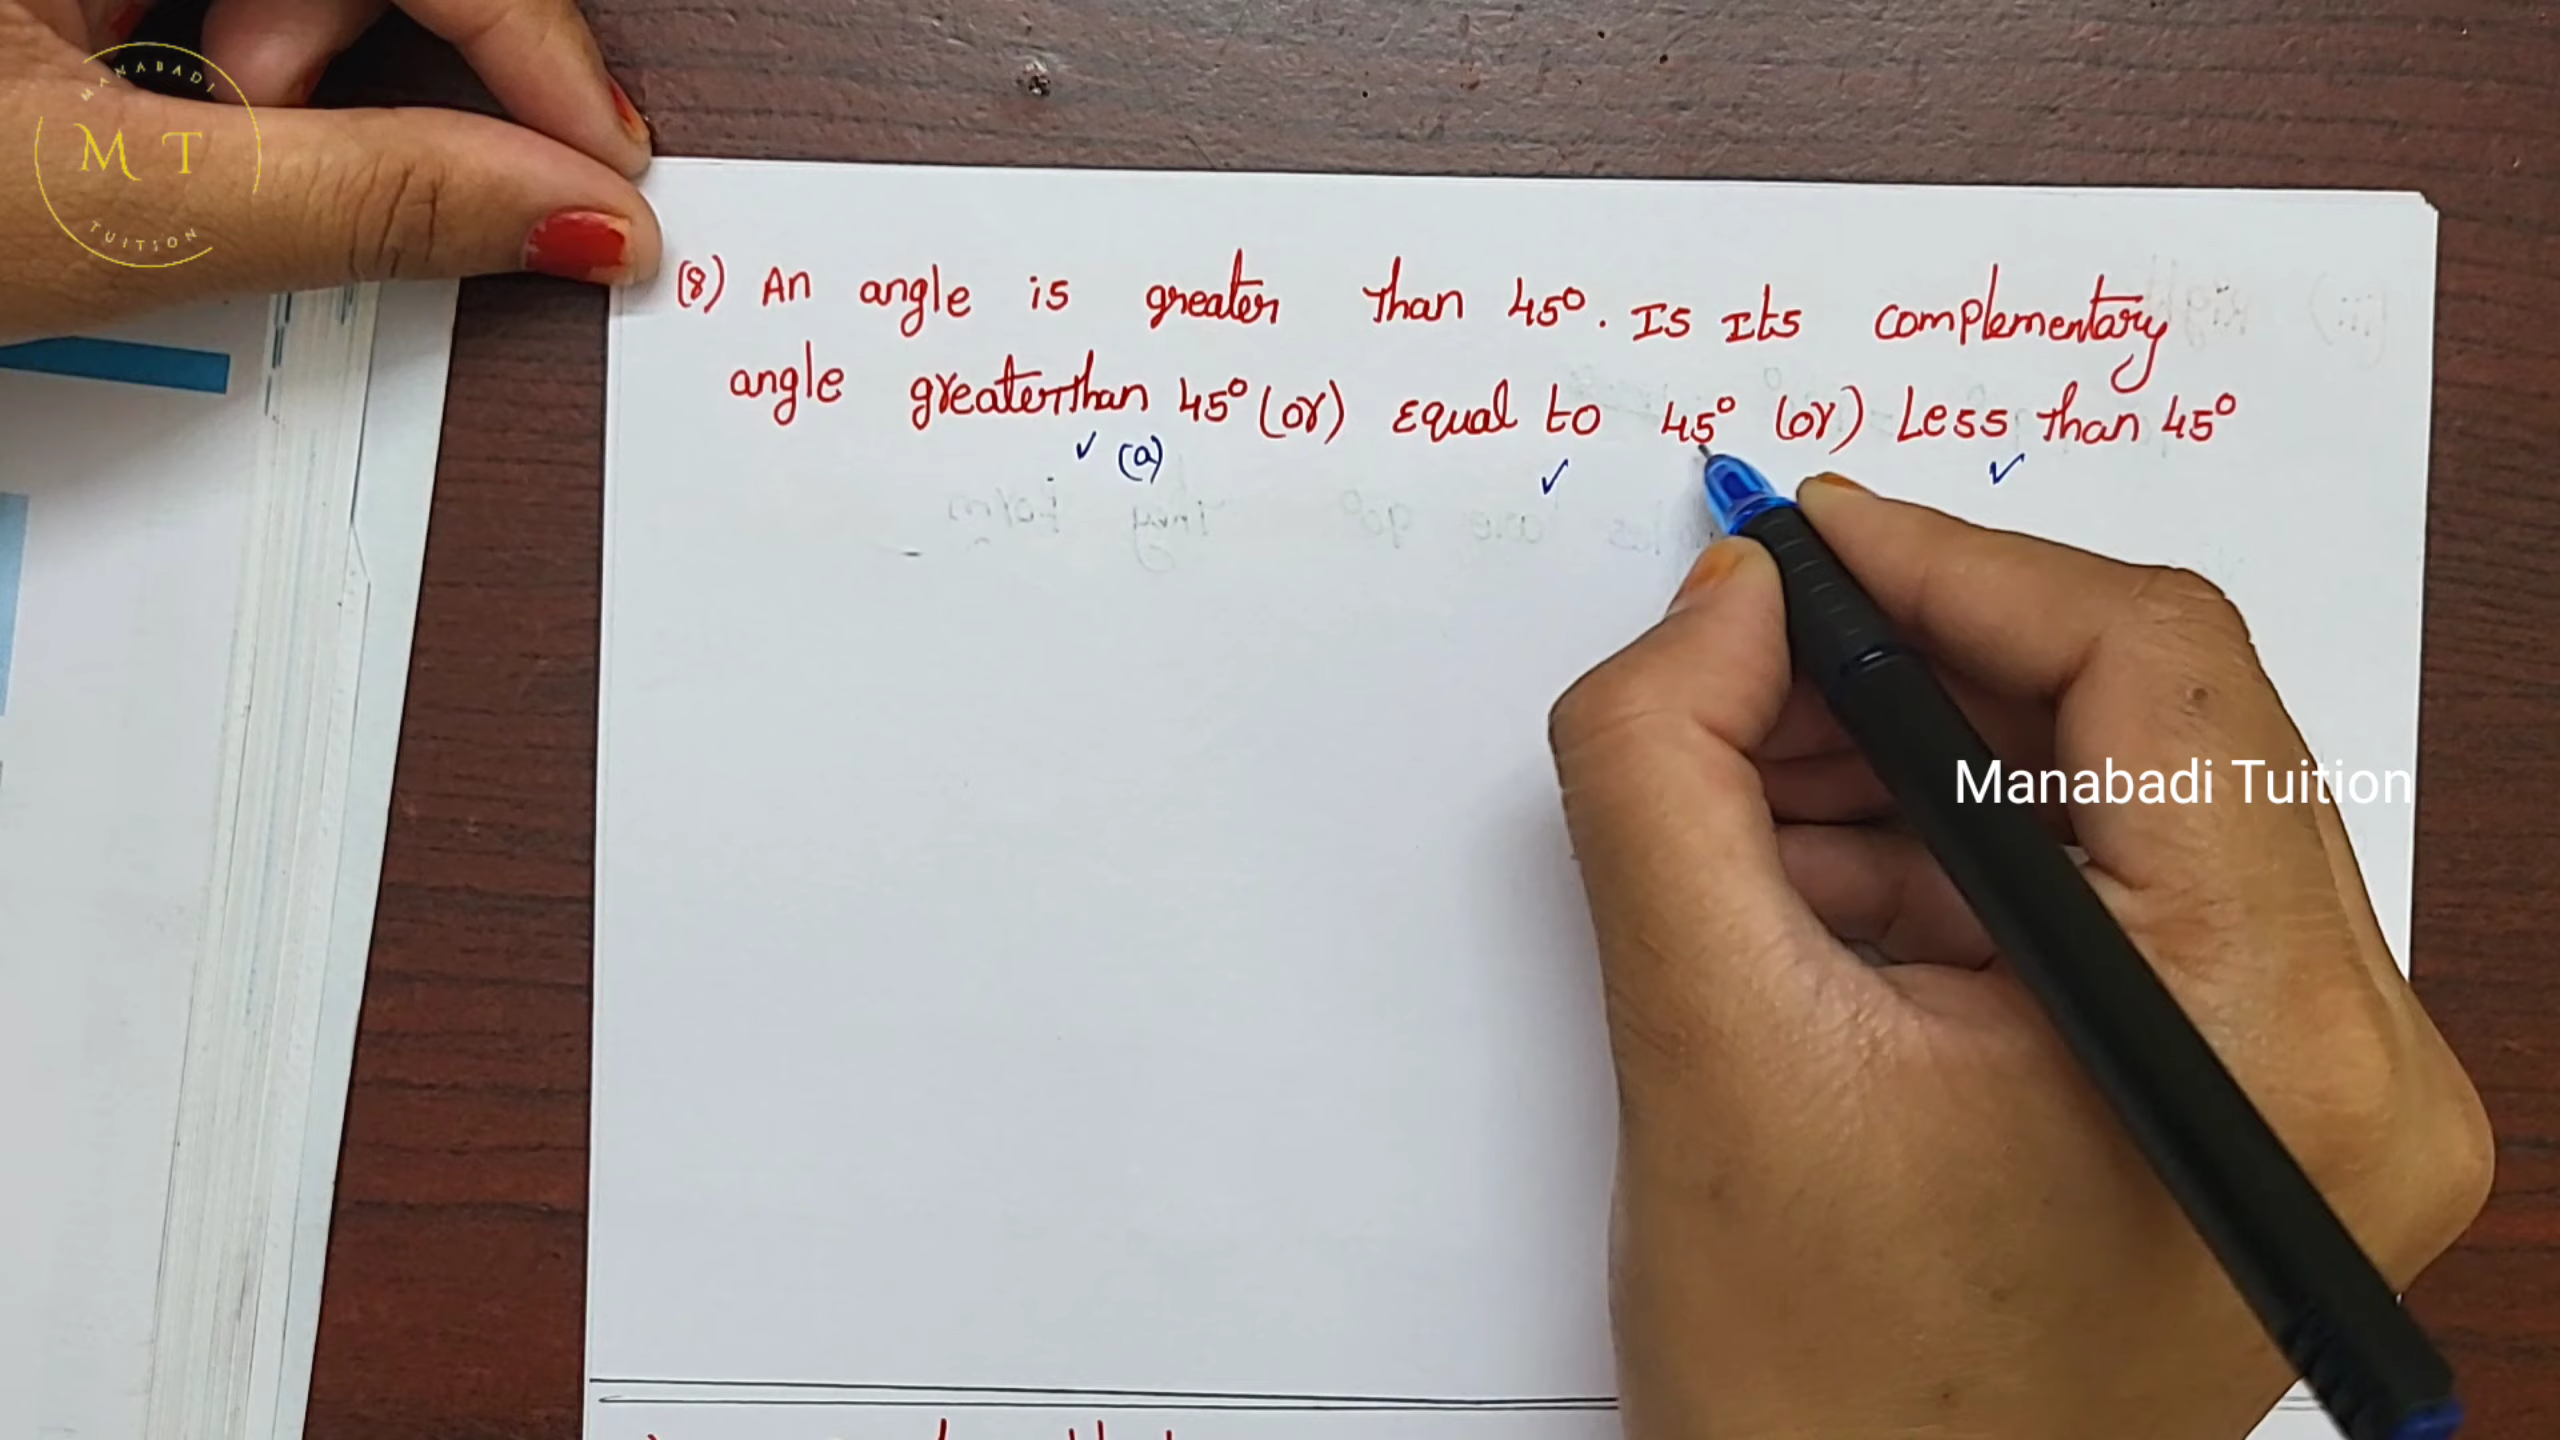 MANABADI
M T
TUITION
(8) An angle is greater than 45°. Is Its complementary
angle greaterthan 45° (or) Equal to 45° (or) Less than 45°
✓ (a) ✓ ✓
Manabadi Tuition